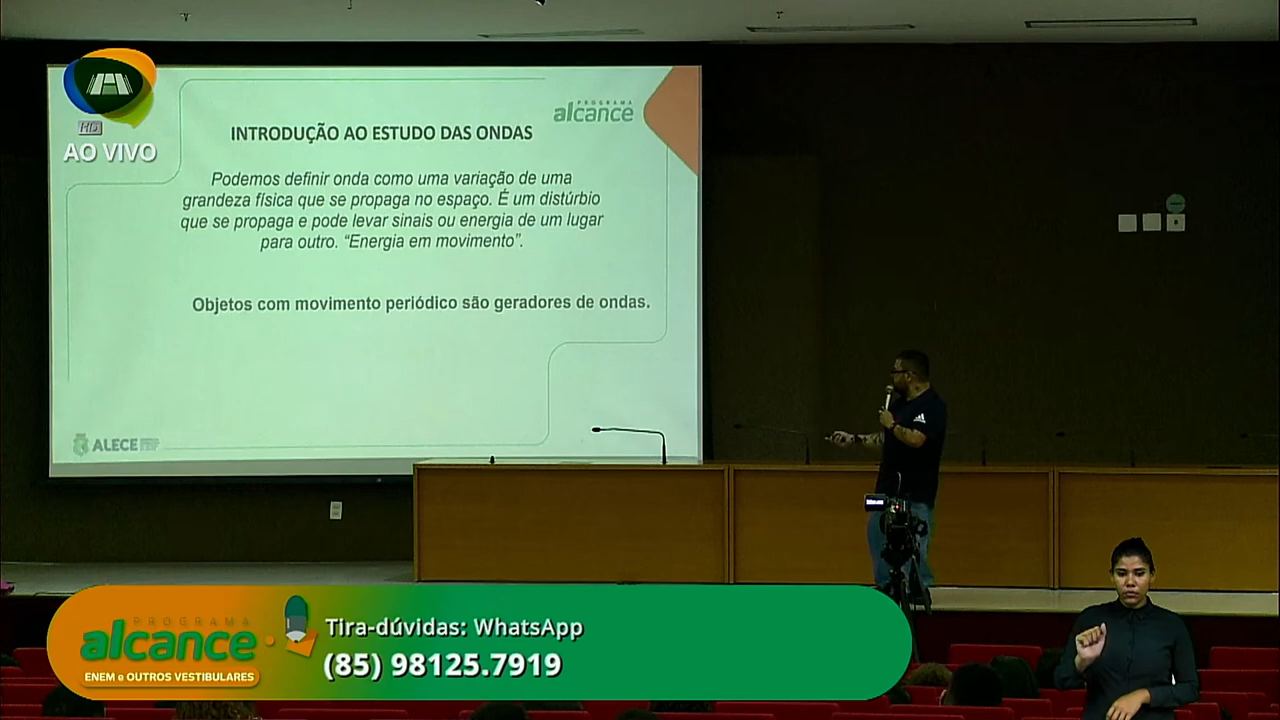 HD
AO VIVO
PROGRAMA
alcance
INTRODUÇÃO AO ESTUDO DAS ONDAS
Podemos definir onda como uma variação de uma
grandeza física que se propaga no espaço. É um distúrbio
que se propaga e pode levar sinais ou energia de um lugar
para outro. “Energia em movimento”.
Objetos com movimento periódico são geradores de ondas.
ALECE
PROGRAMA
alcance
ENEM e OUTROS VESTIBULARES
Tira-dúvidas: WhatsApp
(85) 98125.7919